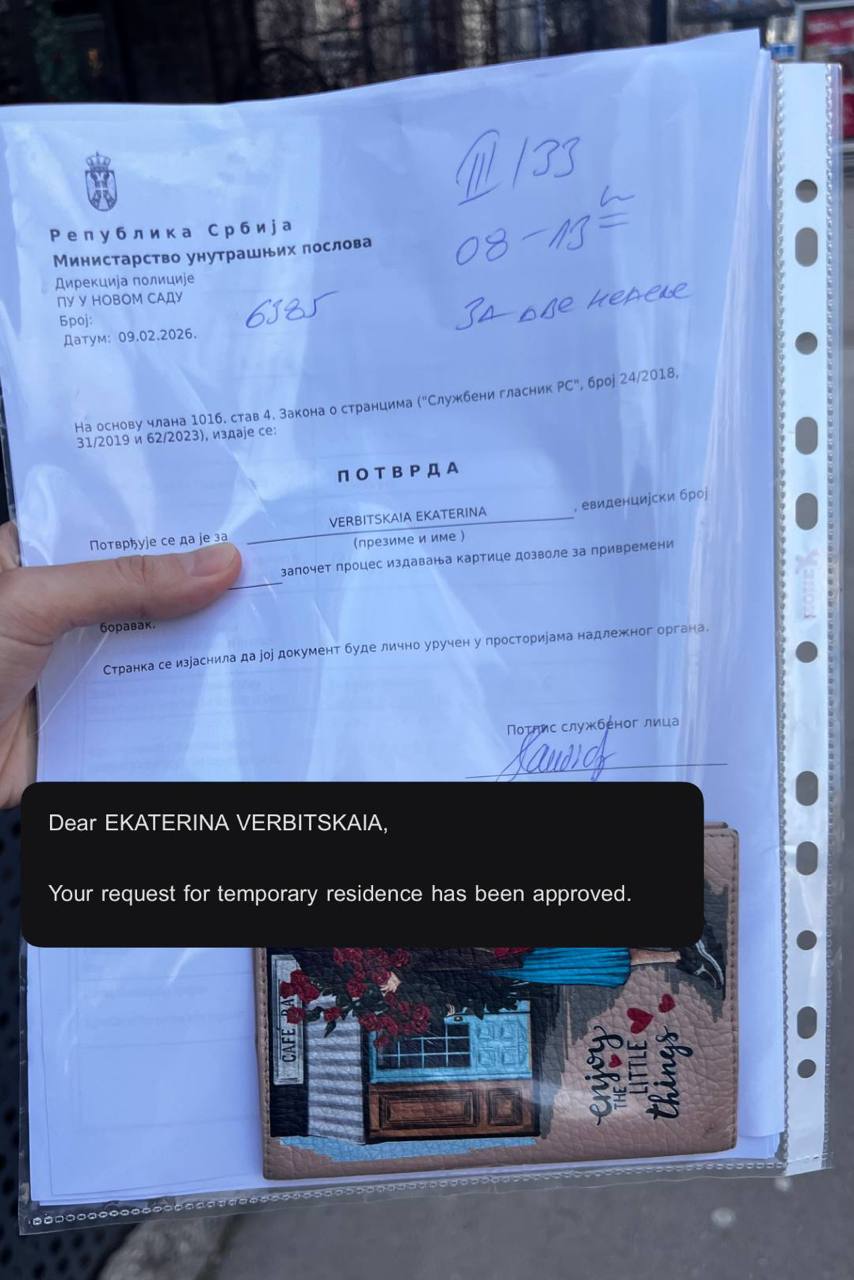 Република Србија
Министарство унутрашњих послова
Дирекција полиције
ПУ У НОВОМ САДУ
Број: 6385
Датум: 09.02.2026.
III/33
08-13 h
ЗА две недеље
На основу члана 101б. став 4. Закона о странцима ("Службени гласник РС", број 24/2018,
31/2019 и 62/2023), издаје се:
ПОТВРДА
Потврђује се да је за VERBITSKAIA EKATERINA, евиденцијски број
(презиме и име )
започет процес издавања картице дозволе за привремени
боравак.
Странка се изјаснила да јој документ буде лично уручен у просторијама надлежног органа.
Потпис службеног лица
Dear EKATERINA VERBITSKAIA,
Your request for temporary residence has been approved.
CAFÉ
enjoy
THE
LITTLE
things